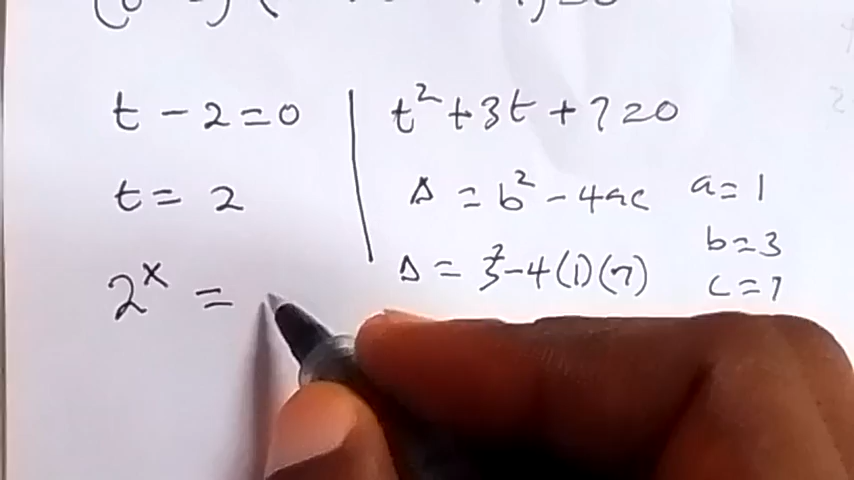 t - 2 = 0
t = 2
2^x =
t² + 3t + 7 = 0
Δ = b² - 4ac
Δ = 3² - 4(1)(7)
a = 1
b = 3
c = 7